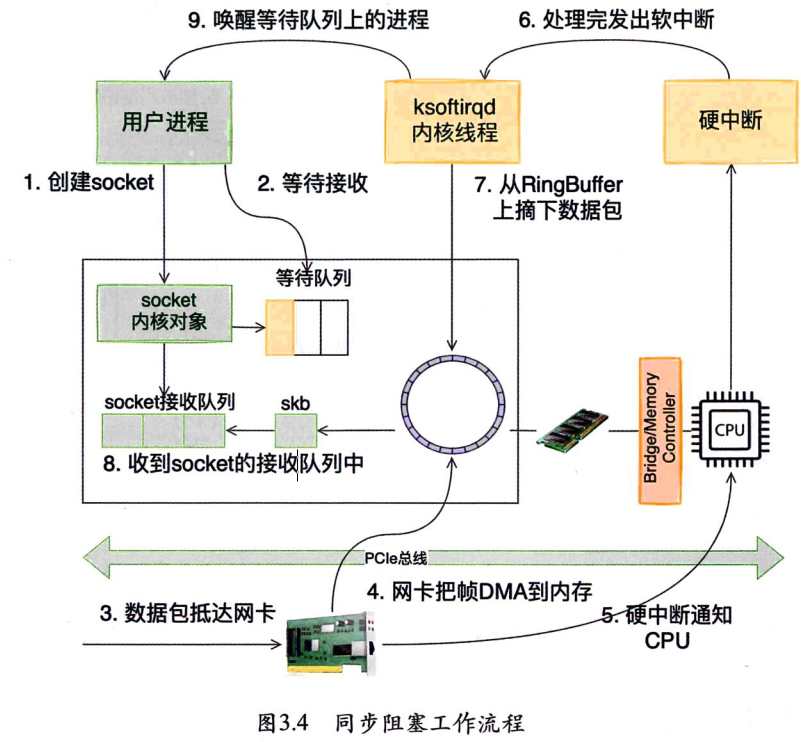 9. 唤醒等待队列上的进程
6. 处理完发出软中断
用户进程
ksoftirqd
内核线程
硬中断
1. 创建socket
2. 等待接收
7. 从RingBuffer
上摘下数据包
等待队列
socket
内核对象
socket接收队列
skb
8. 收到socket的接收队列中
Bridge/Memory
Controller
CPU
PCIe总线
3. 数据包抵达网卡
4. 网卡把帧DMA到内存
5. 硬中断通知
CPU
图3.4 同步阻塞工作流程